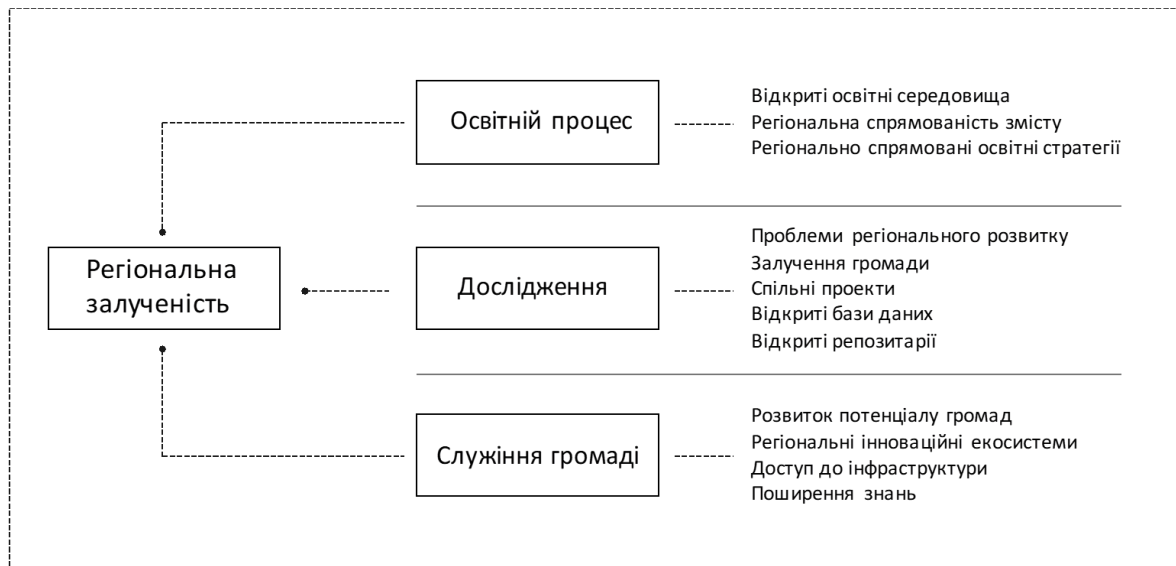 Освітній процес
Відкриті освітні середовища
Регіональна спрямованість змісту
Регіонально спрямовані освітні стратегії
Регіональна
залученість
Дослідження
Проблеми регіонального розвитку
Залучення громади
Спільні проекти
Відкриті бази даних
Відкриті репозитарії
Служіння громаді
Розвиток потенціалу громад
Регіональні інноваційні екосистеми
Доступ до інфраструктури
Поширення знань